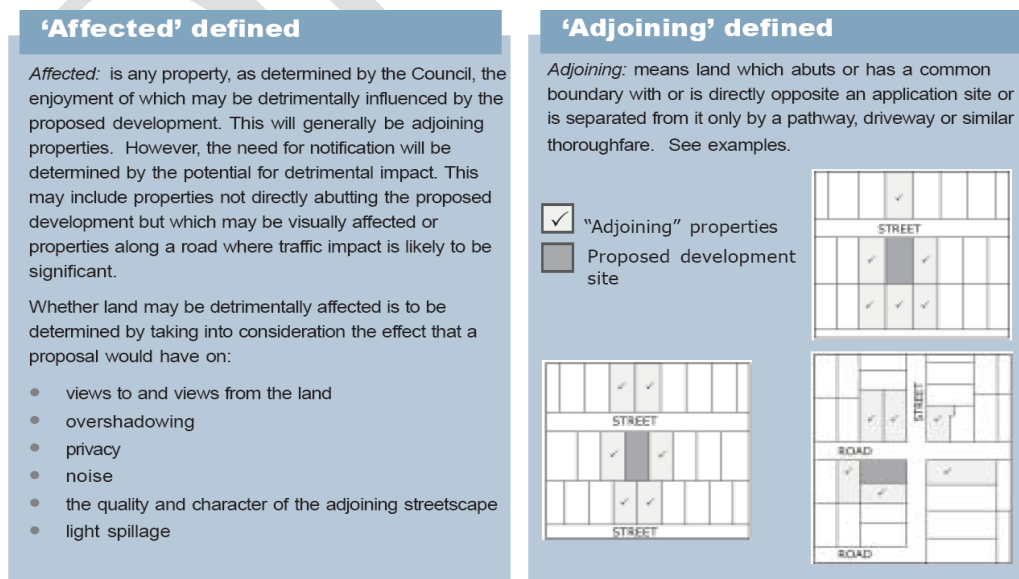 ‘Affected’ defined
Affected: is any property, as determined by the Council, the
enjoyment of which may be detrimentally influenced by the
proposed development. This will generally be adjoining
properties. However, the need for notification will be
determined by the potential for detrimental impact. This
may include properties not directly abutting the proposed
development but which may be visually affected or
properties along a road where traffic impact is likely to be
significant.
Whether land may be detrimentally affected is to be
determined by taking into consideration the effect that a
proposal would have on:
views to and views from the land
overshadowing
privacy
noise
the quality and character of the adjoining streetscape
light spillage
‘Adjoining’ defined
Adjoining: means land which abuts or has a common
boundary with or is directly opposite an application site or
is separated from it only by a pathway, driveway or similar
thoroughfare. See examples.
“Adjoining” properties
Proposed development
site
STREET
STREET
STREET
STREET
ROAD
ROAD